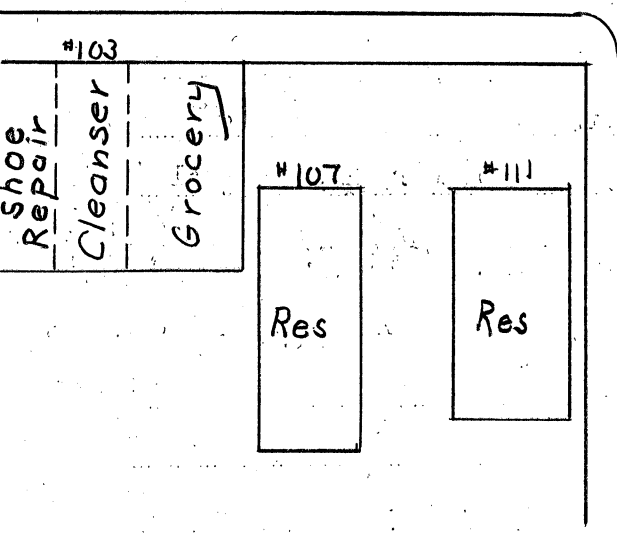 #103
Shoe
Repair
Cleanser
Grocery
#107
#111
Res
Res